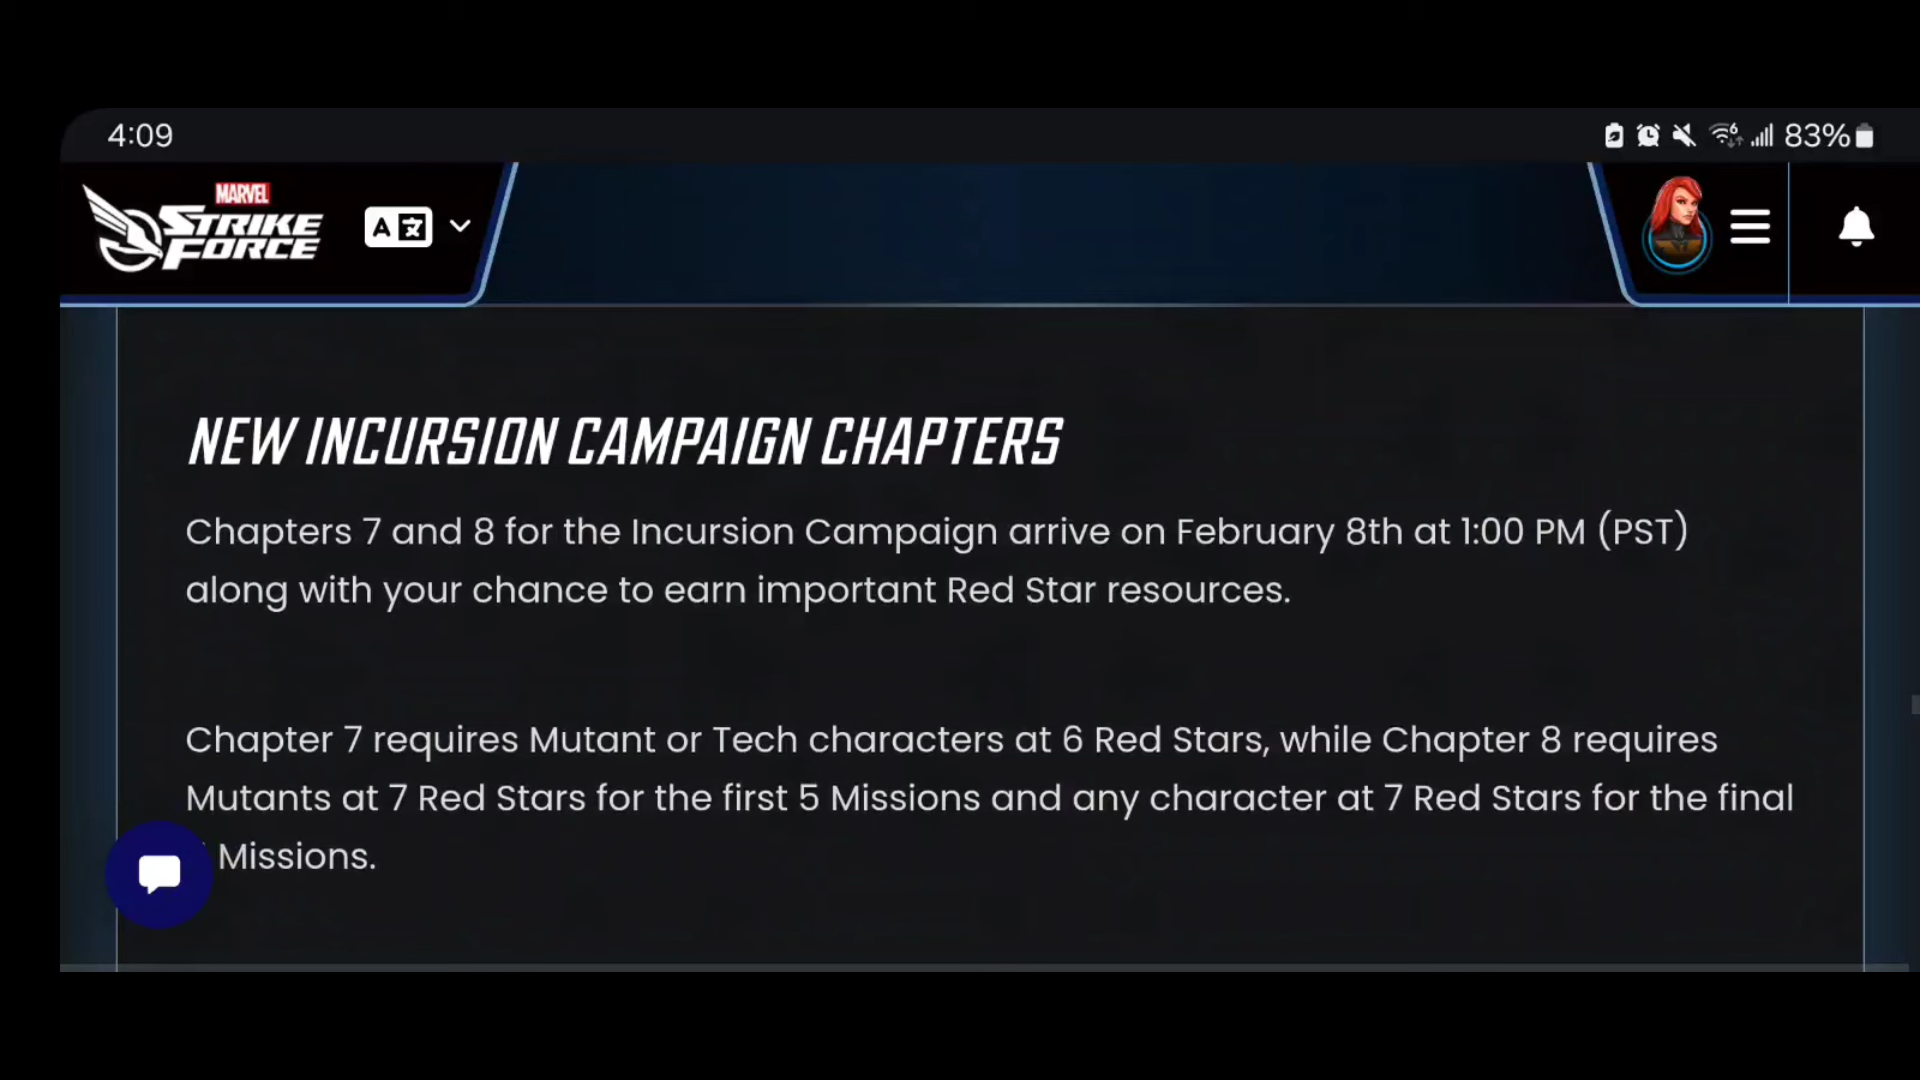 4:09
6
83%
MARVEL
STRIKE
FORCE
A文
NEW INCURSION CAMPAIGN CHAPTERS
Chapters 7 and 8 for the Incursion Campaign arrive on February 8th at 1:00 PM (PST)
along with your chance to earn important Red Star resources.
Chapter 7 requires Mutant or Tech characters at 6 Red Stars, while Chapter 8 requires
Mutants at 7 Red Stars for the first 5 Missions and any character at 7 Red Stars for the final
Missions.